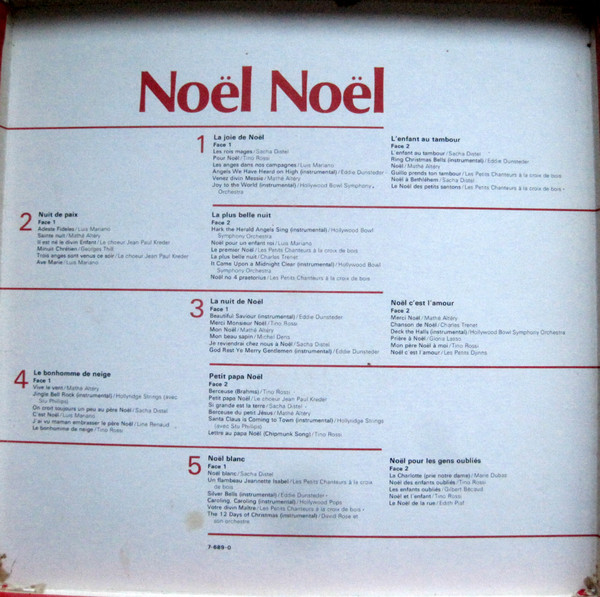 Noël Noël
1
La joie de Noël
Face 1
Les rois mages/Sacha Distel
Pour Noël/Tino Rossi
Les anges dans nos campagnes/Luis Mariano
Angels We Have Heard on High (instrumental)/Eddie Dunstedter
Venez divin Messie/Mathé Altéry
Joy to the World (instrumental)/Hollywood Bowl Symphony
Orchestra
L'enfant au tambour
Face 2
L'enfant au tambour/Sacha Distel
Ring Christmas Bells (instrumental)/Eddie Dunstedter
Noël/Mathé Altéry
Guillo prends ton tambour/Les Petits Chanteurs à la croix de bois
Noël à Bethléhem/Sacha Distel
Le Noël des petits santons/Les Petits Chanteurs à la croix de bois
2
Nuit de paix
Face 1
Adeste Fideles/Luis Mariano
Sainte nuit/Mathé Altéry
Il est né le divin Enfant/Le choeur Jean Paul Kreder
Minuit Chrétien/Georges Thill
Trois anges sont venus ce soir/Le choeur Jean Paul Kreder
Ave Marie/Luis Mariano
La plus belle nuit
Face 2
Hark the Herald Angels Sing (instrumental)/Hollywood Bowl
Symphony Orchestra
Noël pour un enfant roi/Luis Mariano
Le premier Noël/Les Petits Chanteurs à la croix de bois
La plus belle nuit/Charles Trenet
It Came Upon a Midnight Clear (instrumental)/Hollywood Bowl
Symphony Orchestra
Noël no 4 praetorius/Les Petits Chanteurs à la croix de bois
3
La nuit de Noël
Face 1
Beautiful Saviour (instrumental)/Eddie Dunstedter
Merci Monsieur Noël/Tino Rossi
Mon Noël/Mathé Altéry
Mon beau sapin/Michel Dens
Je reviendrai chez nous à Noël/Sacha Distel
God Rest Ye Merry Gentlemen (instrumental)/Eddie Dunstedter
Noël c'est l'amour
Face 2
Merci Noël/Mathé Altéry
Chanson de Noël/Charles Trenet
Deck the Halls (instrumental)/Hollywood Bowl Symphony Orchestra
Prière à Noël/Gloria Lasso
Mon père Noël à moi/Tino Rossi
Noël c'est l'amour/Les Petits
4
Le bonhomme de neige
Face 1
Vive le vent/Mathé Altéry
Jingle Bell Rock (instrumental)/Hollyridge Strings (avec
Stu Phillips)
On croit toujours un peu au père Noël/Sacha Distel
C'est Noël/Luis Mariano
J'ai vu maman embrasser le père Noël/Line Renaud
Le bonhomme de neige/Tino Rossi
Petit papa Noël
Face 2
Berceuse (Brahms)/Tino Rossi
Petit papa Noël/Le choeur Jean Paul Kreder
Si grande est la terre/Sacha Distel
Berceuse du petit Jésus/Mathé Altéry
Santa Claus is Coming to Town (instrumental)/Hollyridge Strings
(avec Stu Phillips)
Lettre au papa Noël (Chipmunk Song)/Tino Rossi
5
Noël blanc
Face 1
Noël blanc/Sacha Distel
Un flambeau Jeannette Isabel/Les Petits Chanteurs à la croix
de bois
Silver Bells (instrumental)/Eddie Dunstedter
Caroling, Caroling (instrumental)/Hollywood Pops
Votre divin Maître/Les Petits Chanteurs à la croix de bois
The 12 Days of Christmas (instrumental)/David Rose et
son orchestre
Noël pour les gens oubliés
Face 2
La Charlotte (prie notre dame)/Marie Dubas
Noël des enfants oubliés/Tino Rossi
Les enfants oubliés/Gilbert Bécaud
Noël et l'enfant/Tino Rossi
Le Noël de la rue/Edith Piaf
7-689-0